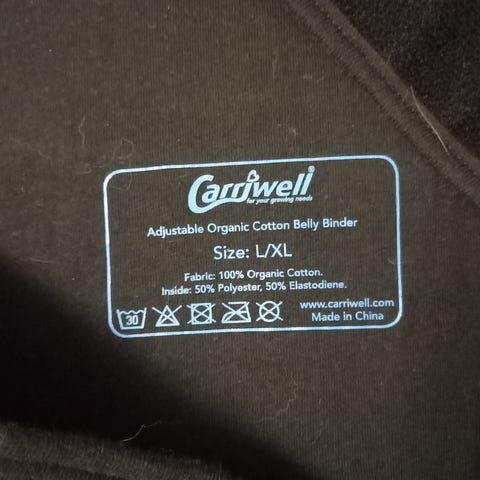 Carriwell®
for your growing needs
Adjustable Organic Cotton Belly Binder
Size: L/XL
Fabric: 100% Organic Cotton.
Inside: 50% Polyester, 50% Elastodiene.
30
www.carriwell.com
Made in China